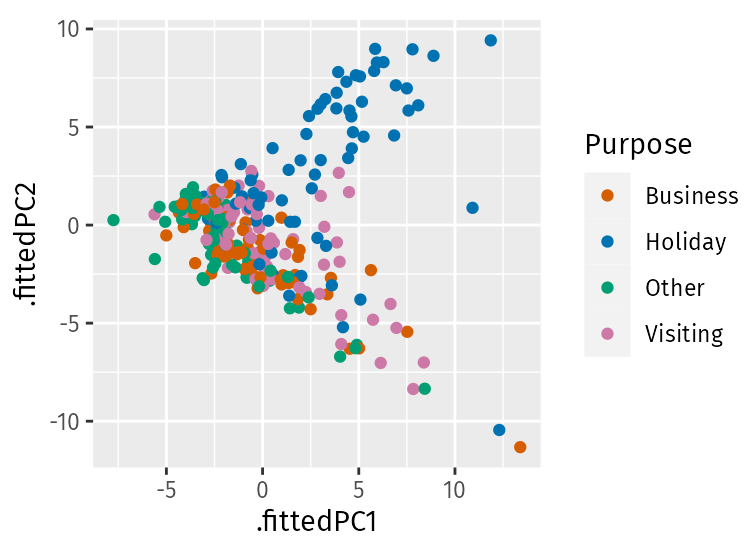 10
5
0
-5
-10
.fittedPC2
-5
0
5
10
.fittedPC1
Purpose
Business
Holiday
Other
Visiting